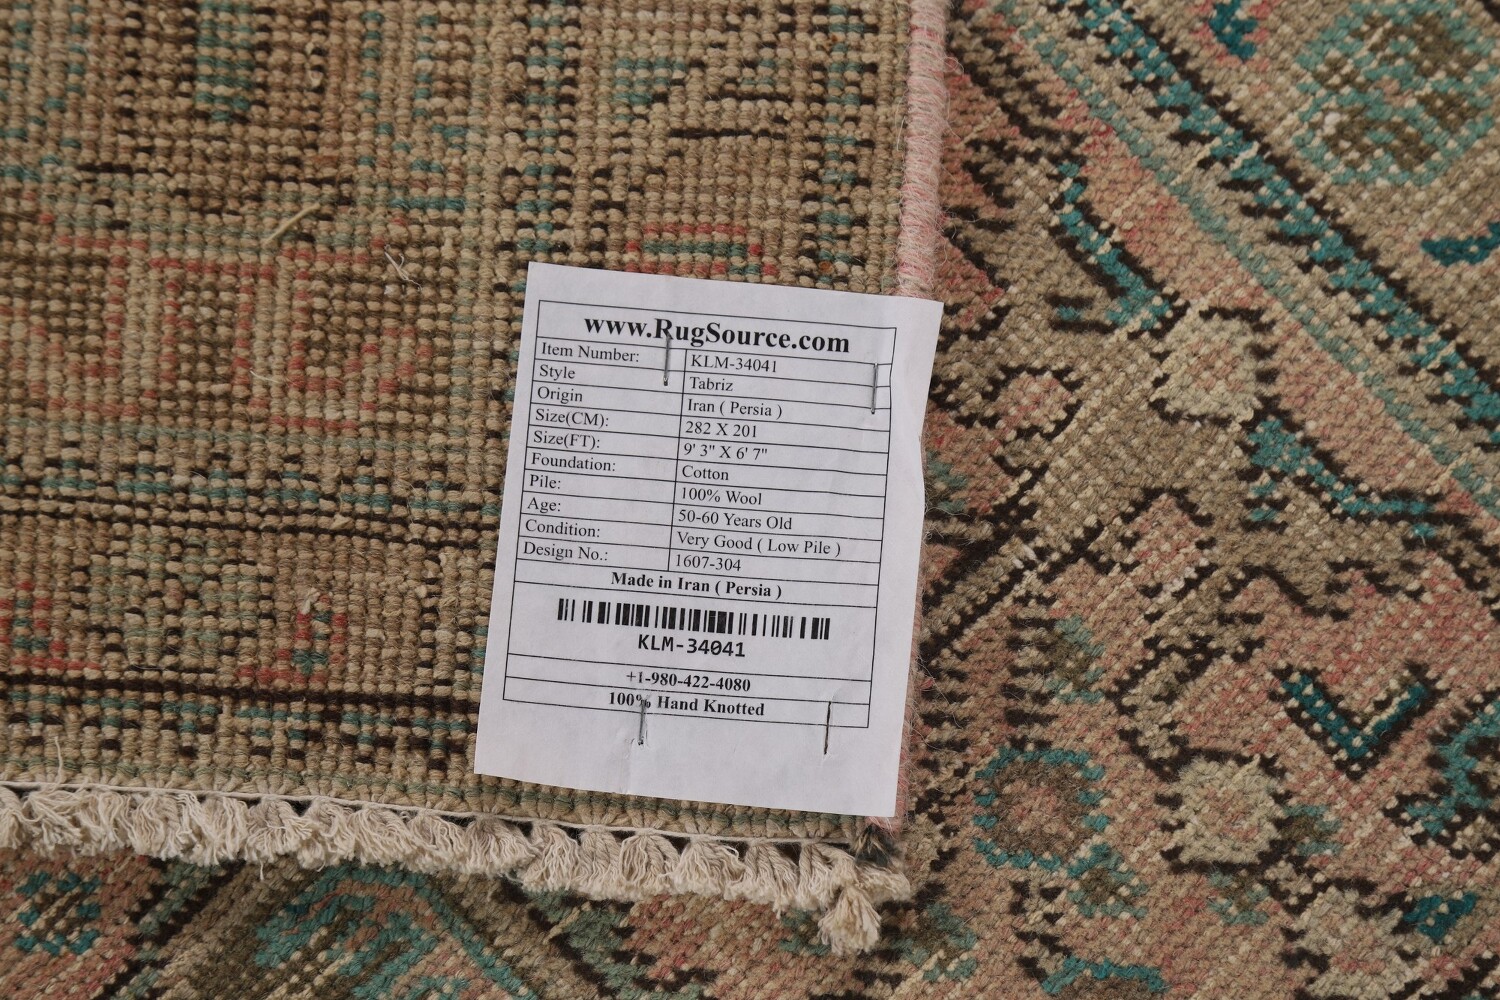 www.RugSource.com
Item Number: KLM-34041
Style Tabriz
Origin Iran ( Persia )
Size(CM): 282 X 201
Size(FT): 9' 3" X 6' 7"
Foundation: Cotton
Pile: 100% Wool
Age: 50-60 Years Old
Condition: Very Good ( Low Pile )
Design No.: 1607-304
Made in Iran ( Persia )
KLM-34041
+1-980-422-4080
100% Hand Knotted